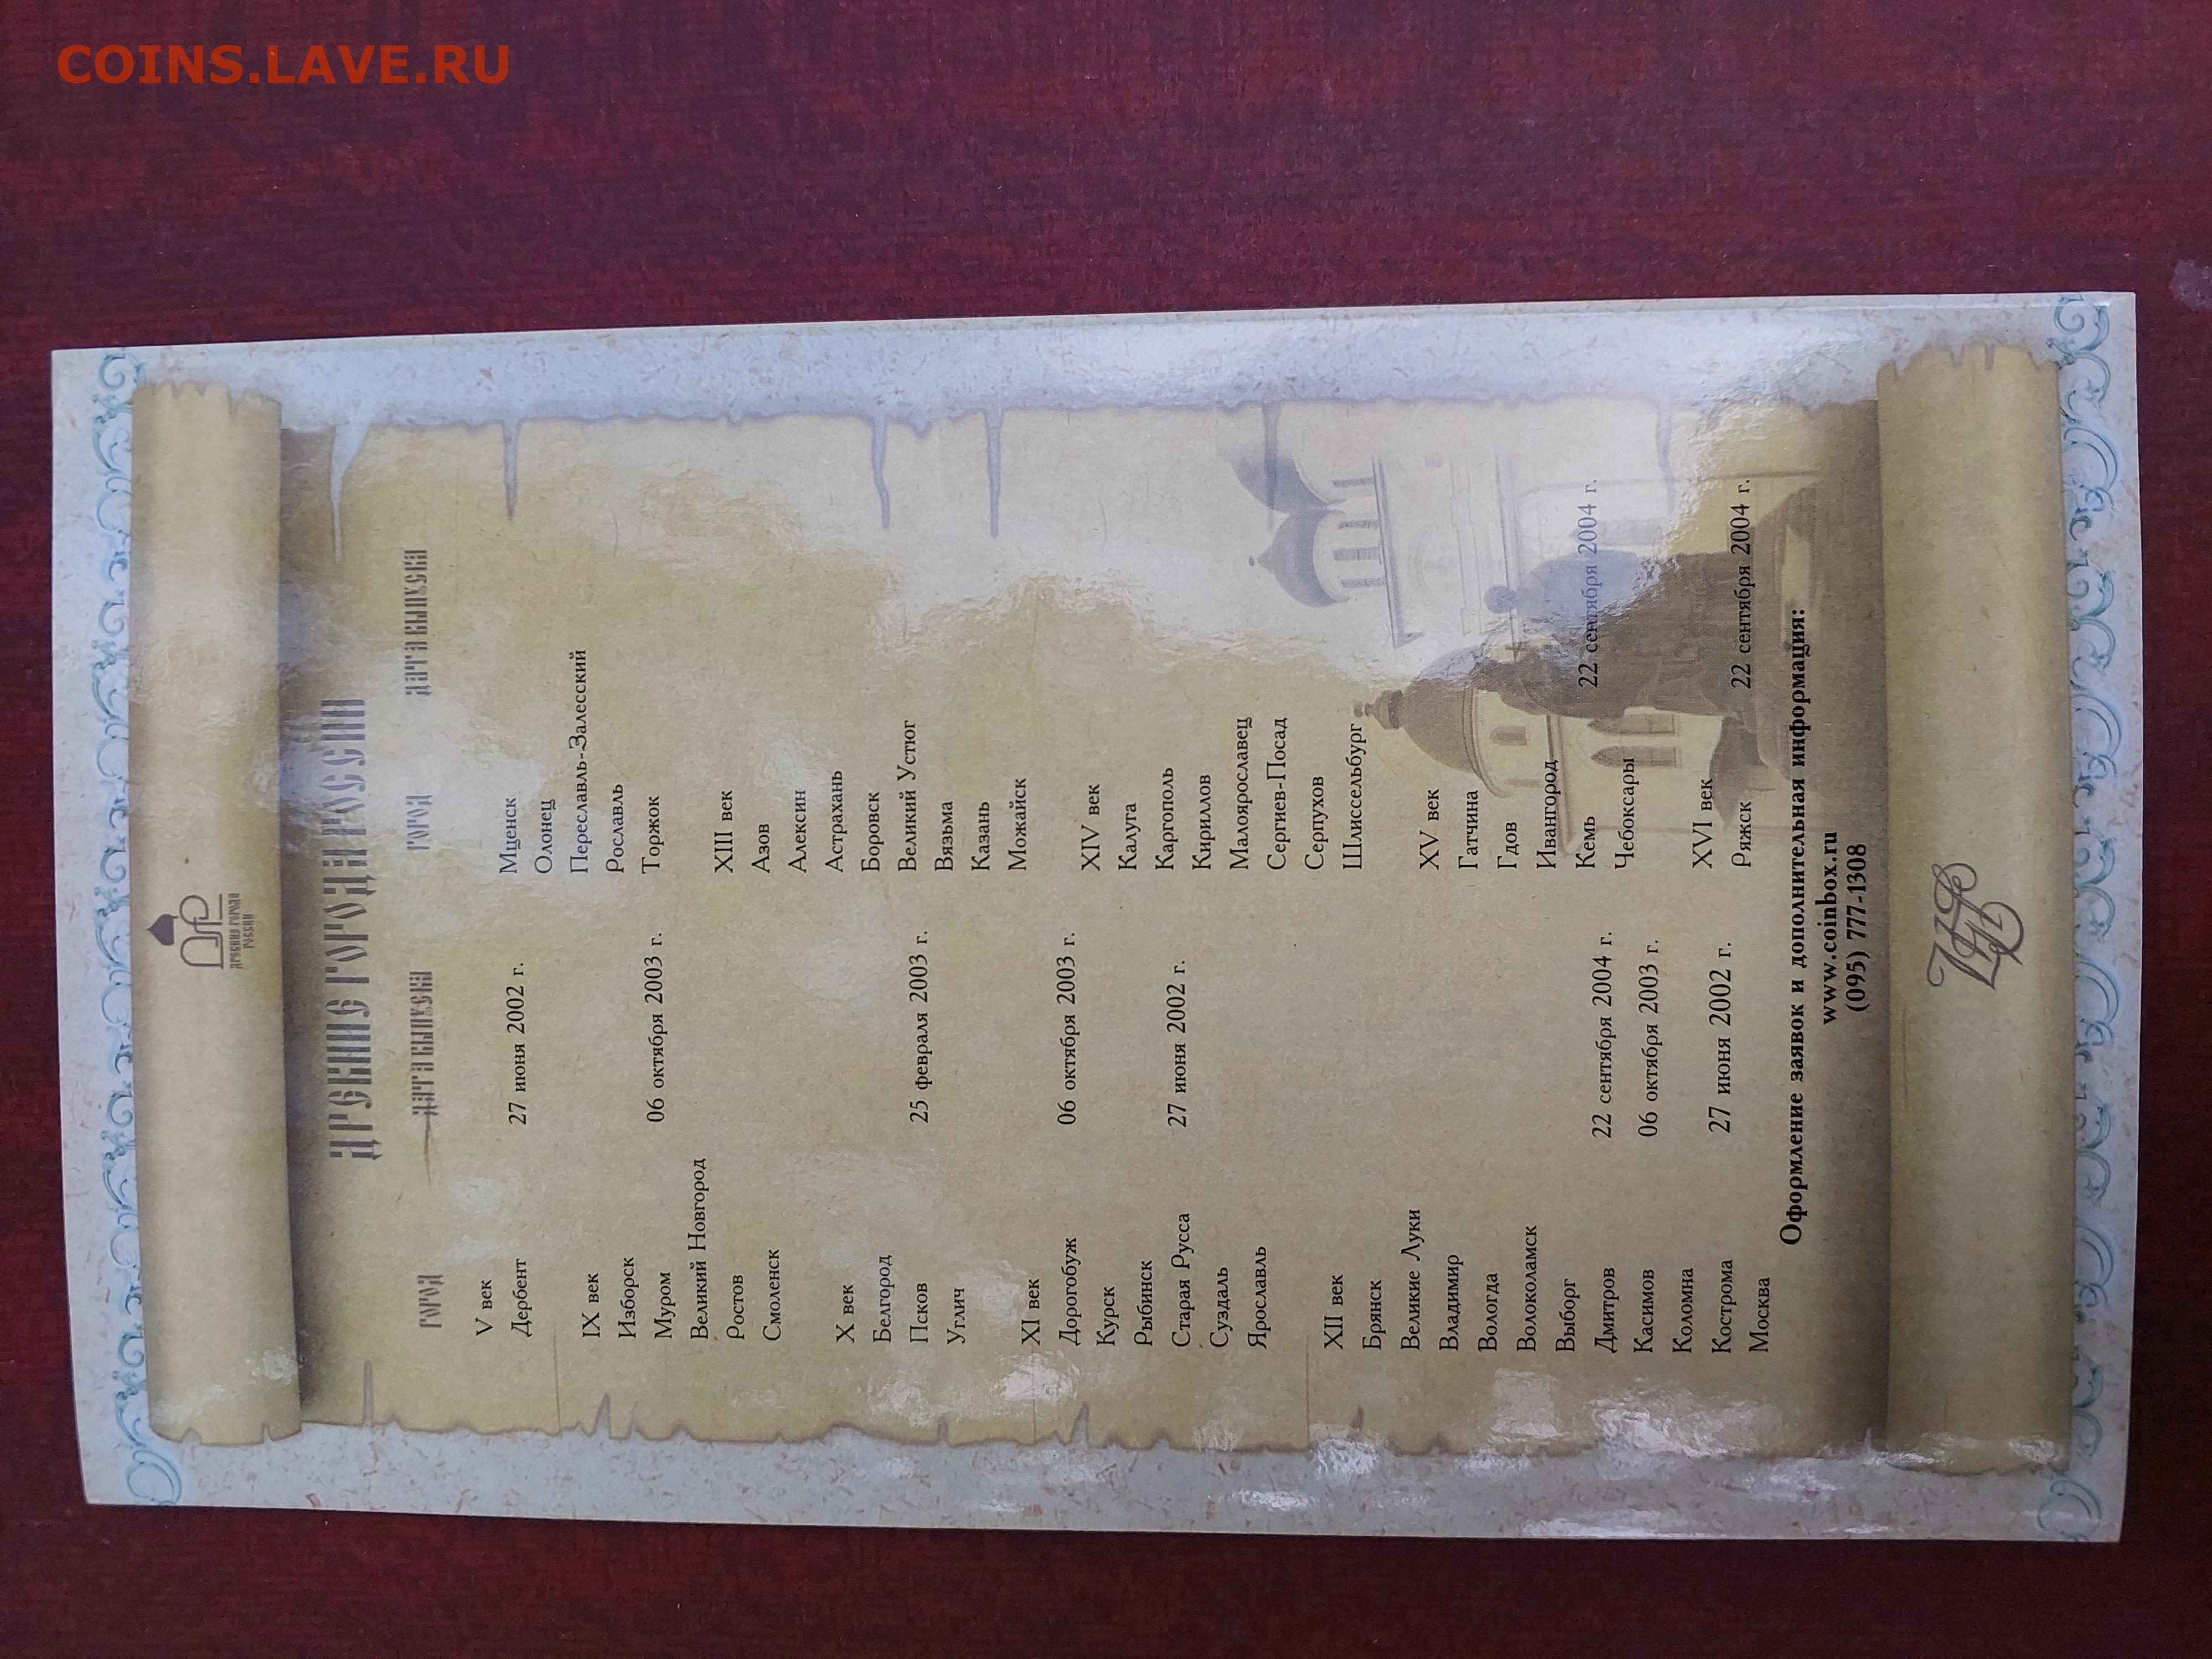 COINS.LAVE.RU
ДРЕВНИЕ ГОРОДА
РОССИИ
ДРЕВНИЕ ГОРОДА РОССИИ
ГОРОД ДАТА ВЫПУСКА
V век
Дербент 27 июня 2002 г.
IX век
Изборск
Муром 06 октября 2003 г.
Великий Новгород
Ростов
Смоленск
X век
Белгород
Псков 25 февраля 2003 г.
Углич
XI век
Дорогобуж 06 октября 2003 г.
Курск
Рыбинск
Старая Русса 27 июня 2002 г.
Суздаль
Ярославль
XII век
Брянск
Великие Луки
Владимир
Вологда
Волоколамск
Выборг
Дмитров 22 сентября 2004 г.
Касимов 06 октября 2003 г.
Коломна
Кострома 27 июня 2002 г.
Москва
ГОРОД ДАТА ВЫПУСКА
Мценск
Олонец
Переславль-Залесский
Рославль
Торжок
XIII век
Азов
Алексин
Астрахань
Боровск
Великий Устюг
Вязьма
Казань
Можайск
XIV век
Калуга
Каргополь
Кириллов
Малоярославец
Сергиев-Посад
Серпухов
Шлиссельбург
XV век
Гатчина
Гдов
Ивангород
Кемь 22 сентября 2004 г.
Чебоксары
XVI век
Ряжск 22 сентября 2004 г.
Оформление заявок и дополнительная информация:
www.coinbox.ru
(095) 777-1308